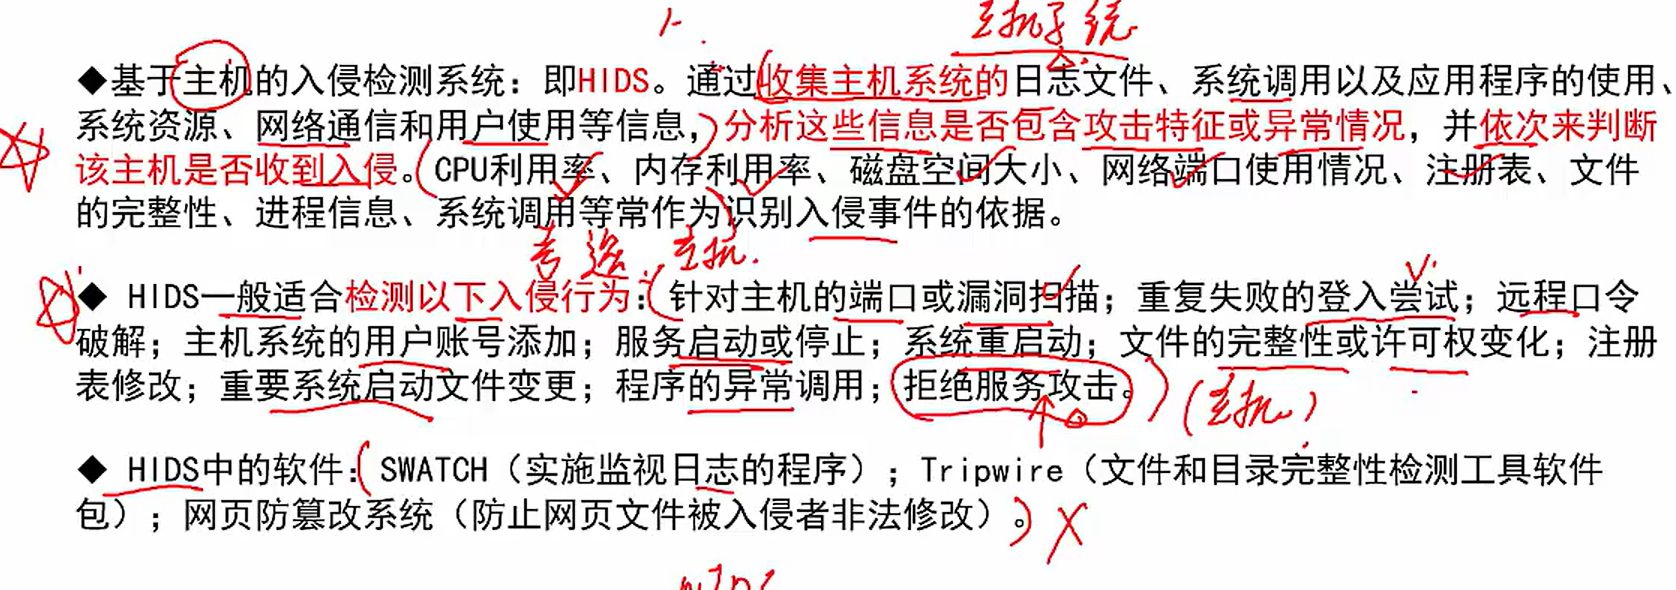 主机系统
◆基于主机的入侵检测系统：即HIDS。通过收集主机系统的日志文件、系统调用以及应用程序的使用、
系统资源、网络通信和用户使用等信息，分析这些信息是否包含攻击特征或异常情况，并依次来判断
该主机是否收到入侵。CPU利用率、内存利用率、磁盘空间大小、网络端口使用情况、注册表、文件
的完整性、进程信息、系统调用等常作为识别入侵事件的依据。
主机.
◆ HIDS一般适合检测以下入侵行为：针对主机的端口或漏洞扫描；重复失败的登入尝试；远程口令
破解；主机系统的用户账号添加；服务启动或停止；系统重启动；文件的完整性或许可权变化；注册
表修改；重要系统启动文件变更；程序的异常调用；拒绝服务攻击。
(主机)
◆ HIDS中的软件：SWATCH（实施监视日志的程序）；Tripwire（文件和目录完整性检测工具软件
包）；网页防篡改系统（防止网页文件被入侵者非法修改）。